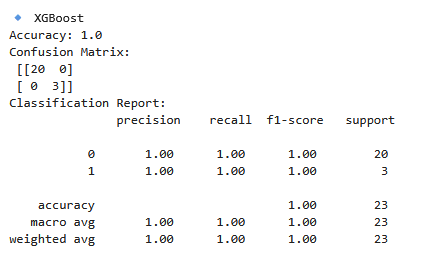 🔹 XGBoost
Accuracy: 1.0
Confusion Matrix:
[[20  0]
[ 0  3]]
Classification Report:
precision    recall  f1-score   support
0       1.00      1.00      1.00        20
1       1.00      1.00      1.00         3
accuracy                           1.00        23
macro avg       1.00      1.00      1.00        23
weighted avg       1.00      1.00      1.00        23